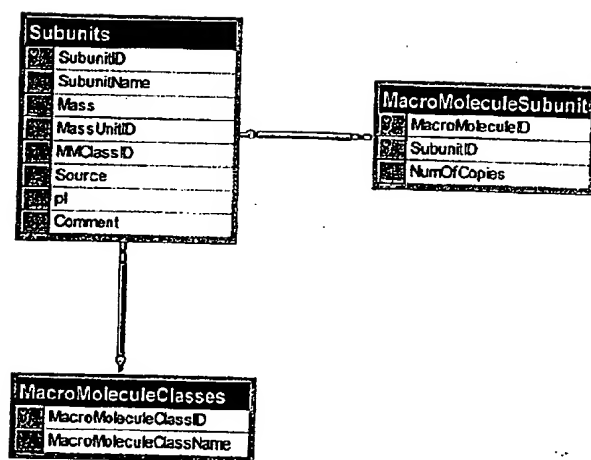 Subunits
SubunitID
SubunitName
Mass
MassUnitID
MMClassID
Source
pI
Comment
MacroMoleculeSubunits
MacroMoleculeID
SubunitID
NumOfCopies
MacroMoleculeClasses
MacroMoleculeClassID
MacroMoleculeClassName